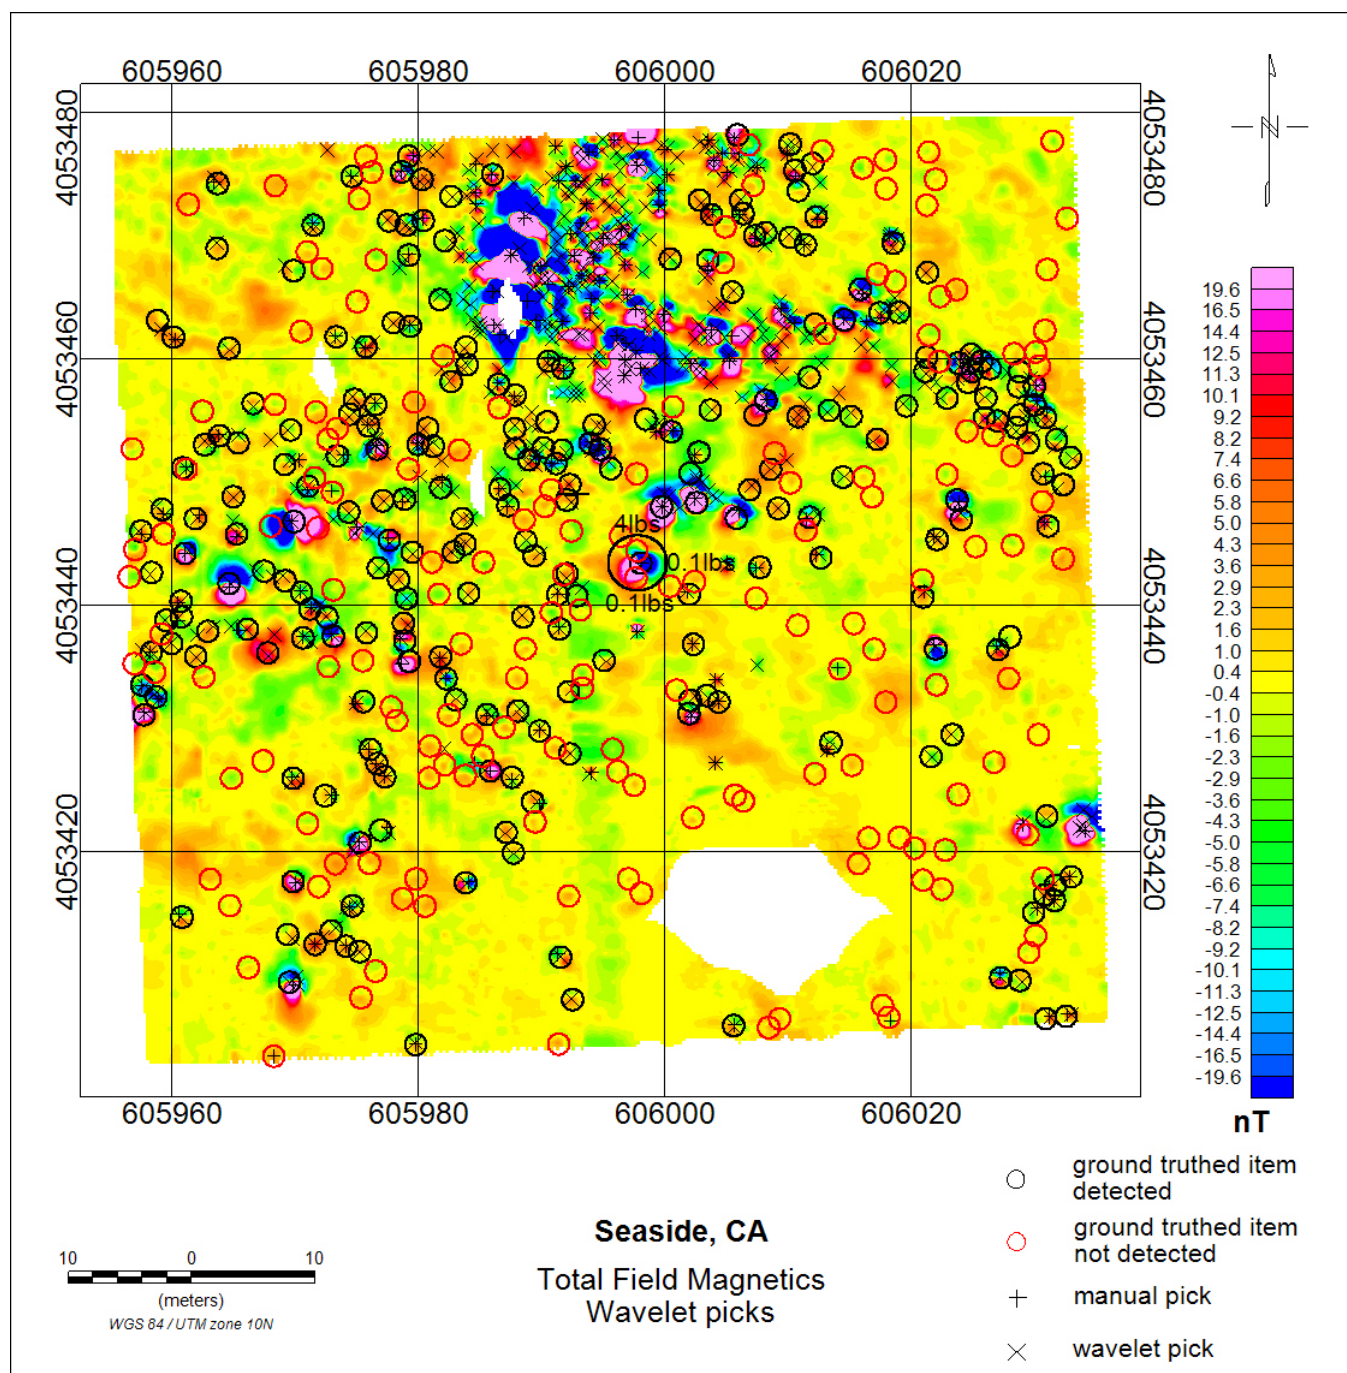 605960 605980 606000 606020
4053480 4053480
N
4053460 4053460
4053440 4053440
4053420 4053420
4lbs
0.1lbs
0.1lbs
19.6
16.5
14.4
12.5
11.3
10.1
9.2
8.2
7.4
6.6
5.8
5.0
4.3
3.6
2.9
2.3
1.6
1.0
0.4
-0.4
-1.0
-1.6
-2.3
-2.9
-3.6
-4.3
-5.0
-5.8
-6.6
-7.4
-8.2
-9.2
-10.1
-11.3
-12.5
-14.4
-16.5
-19.6
nT
605960 605980 606000 606020
ground truthed item
detected
ground truthed item
not detected
manual pick
wavelet pick
Seaside, CA
Total Field Magnetics
Wavelet picks
10 0 10
(meters)
WGS 84 / UTM zone 10N